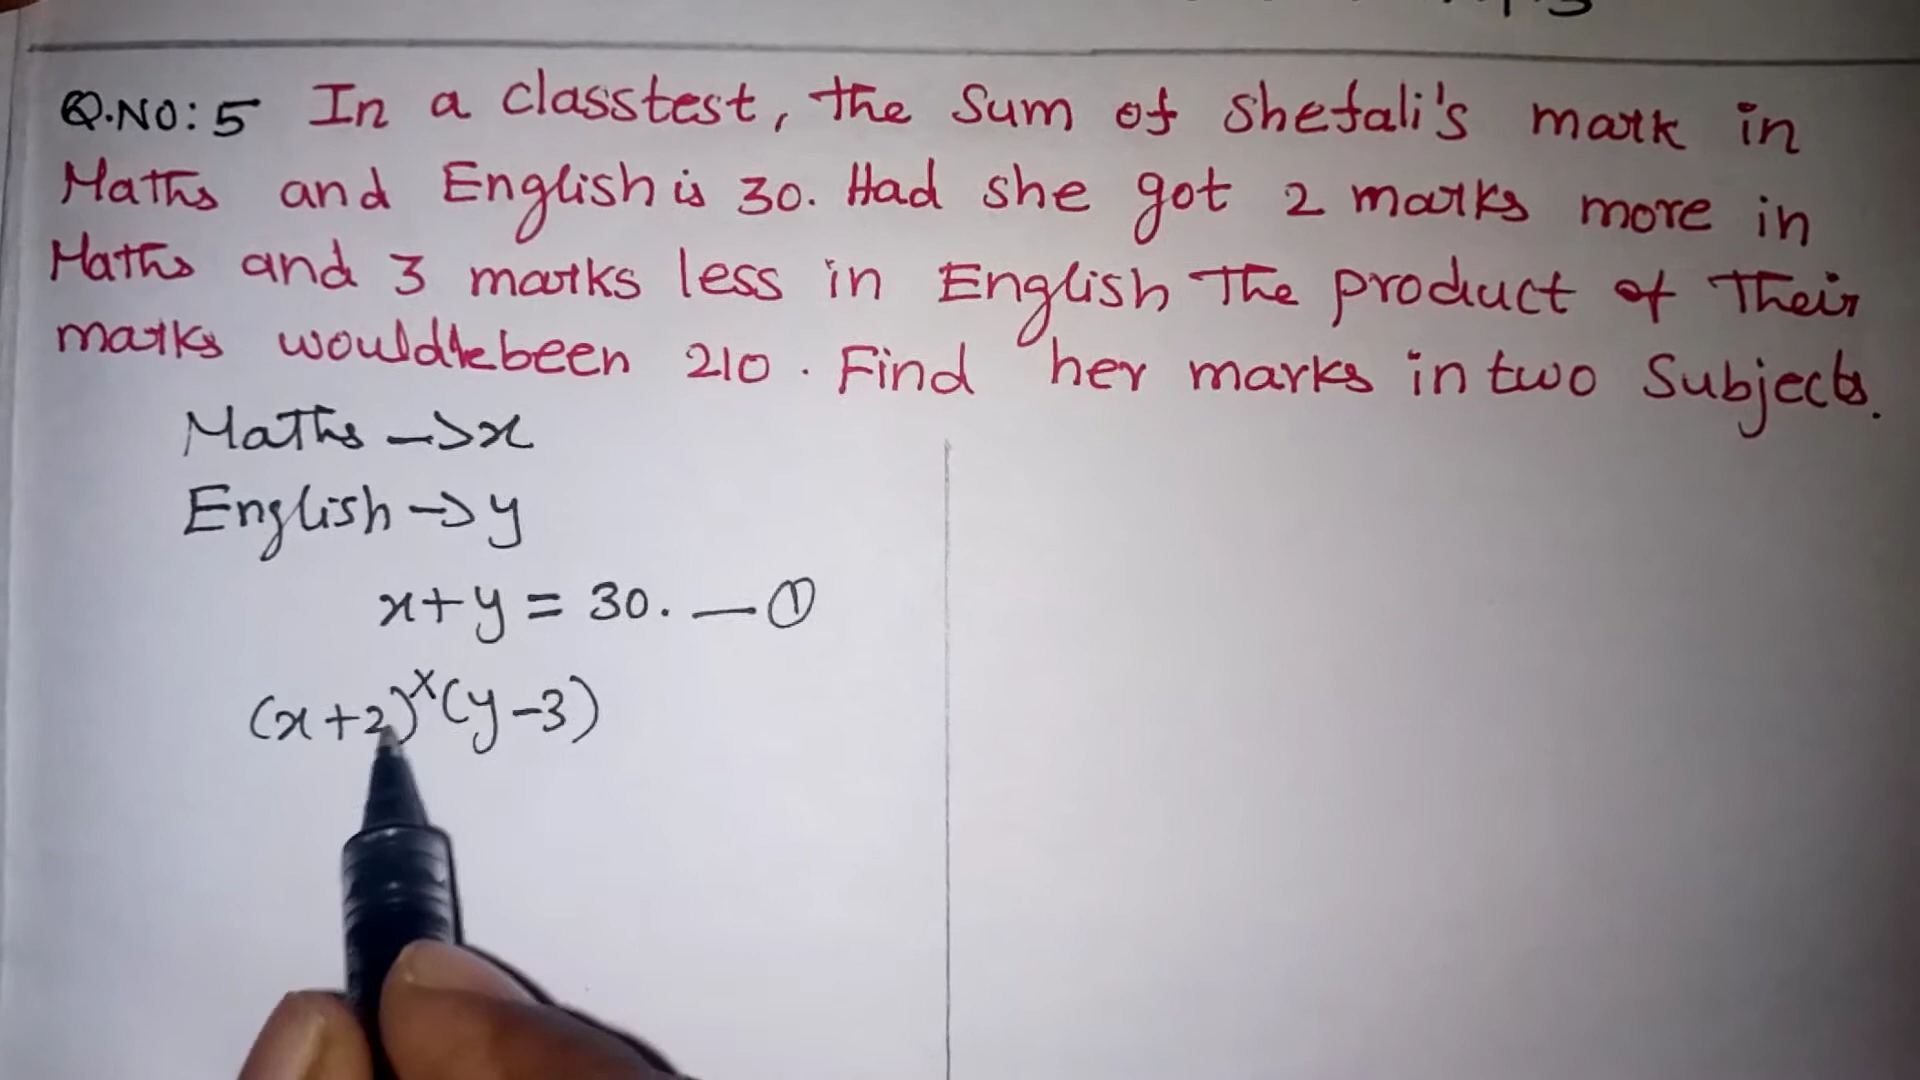 Q.NO:5 In a classtest, the Sum of Shefali's mark in
Maths and English is 30. Had she got 2 marks more in
Maths and 3 marks less in English The product of Their
marks would been 210. Find her marks in two Subjects.
Maths -> x
English -> y
x+y = 30. — ①
(x+2)×(y-3)